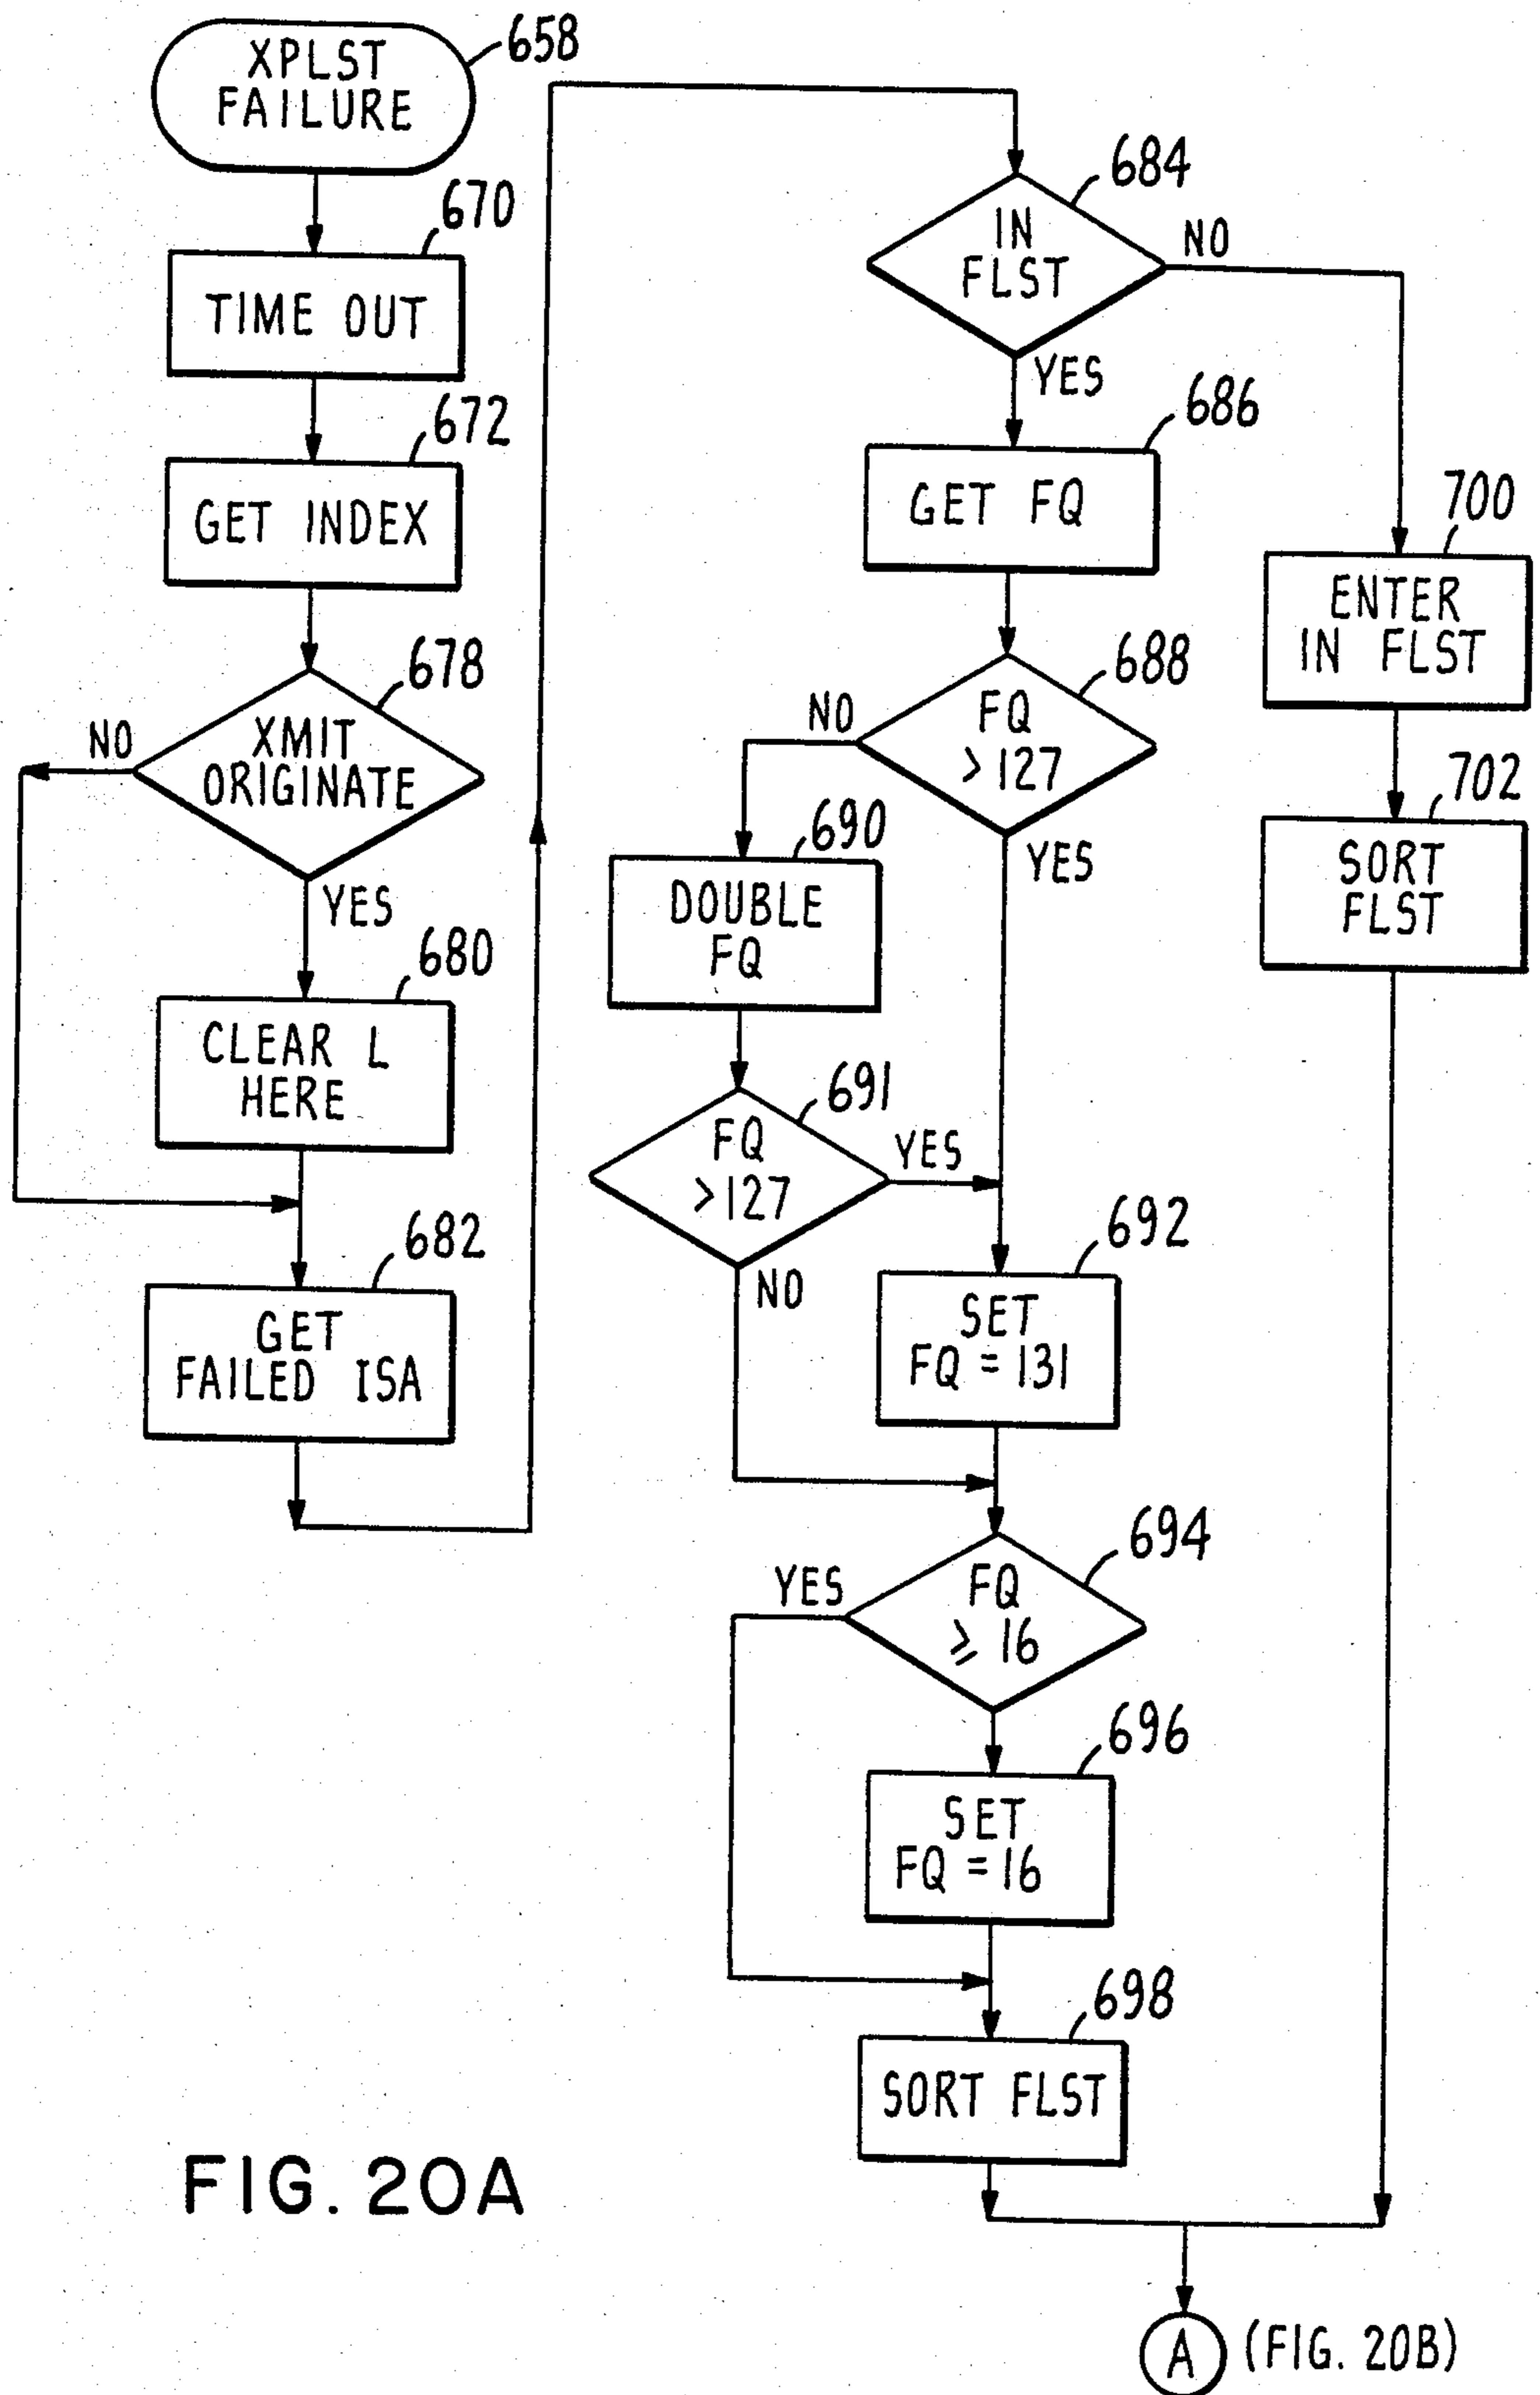 XPLST
FAILURE
658
670
TIME OUT
672
GET INDEX
678
XMIT
ORIGINATE
NO
YES
680
CLEAR L
HERE
682
GET
FAILED ISA
684
IN
FLST
NO
YES
686
GET FQ
688
FQ
> 127
NO
YES
690
DOUBLE
FQ
691
FQ
> 127
YES
NO
692
SET
FQ = 131
694
FQ
≥ 16
YES
696
SET
FQ = 16
698
SORT FLST
700
ENTER
IN FLST
702
SORT
FLST
A (FIG. 20B)
FIG. 20A